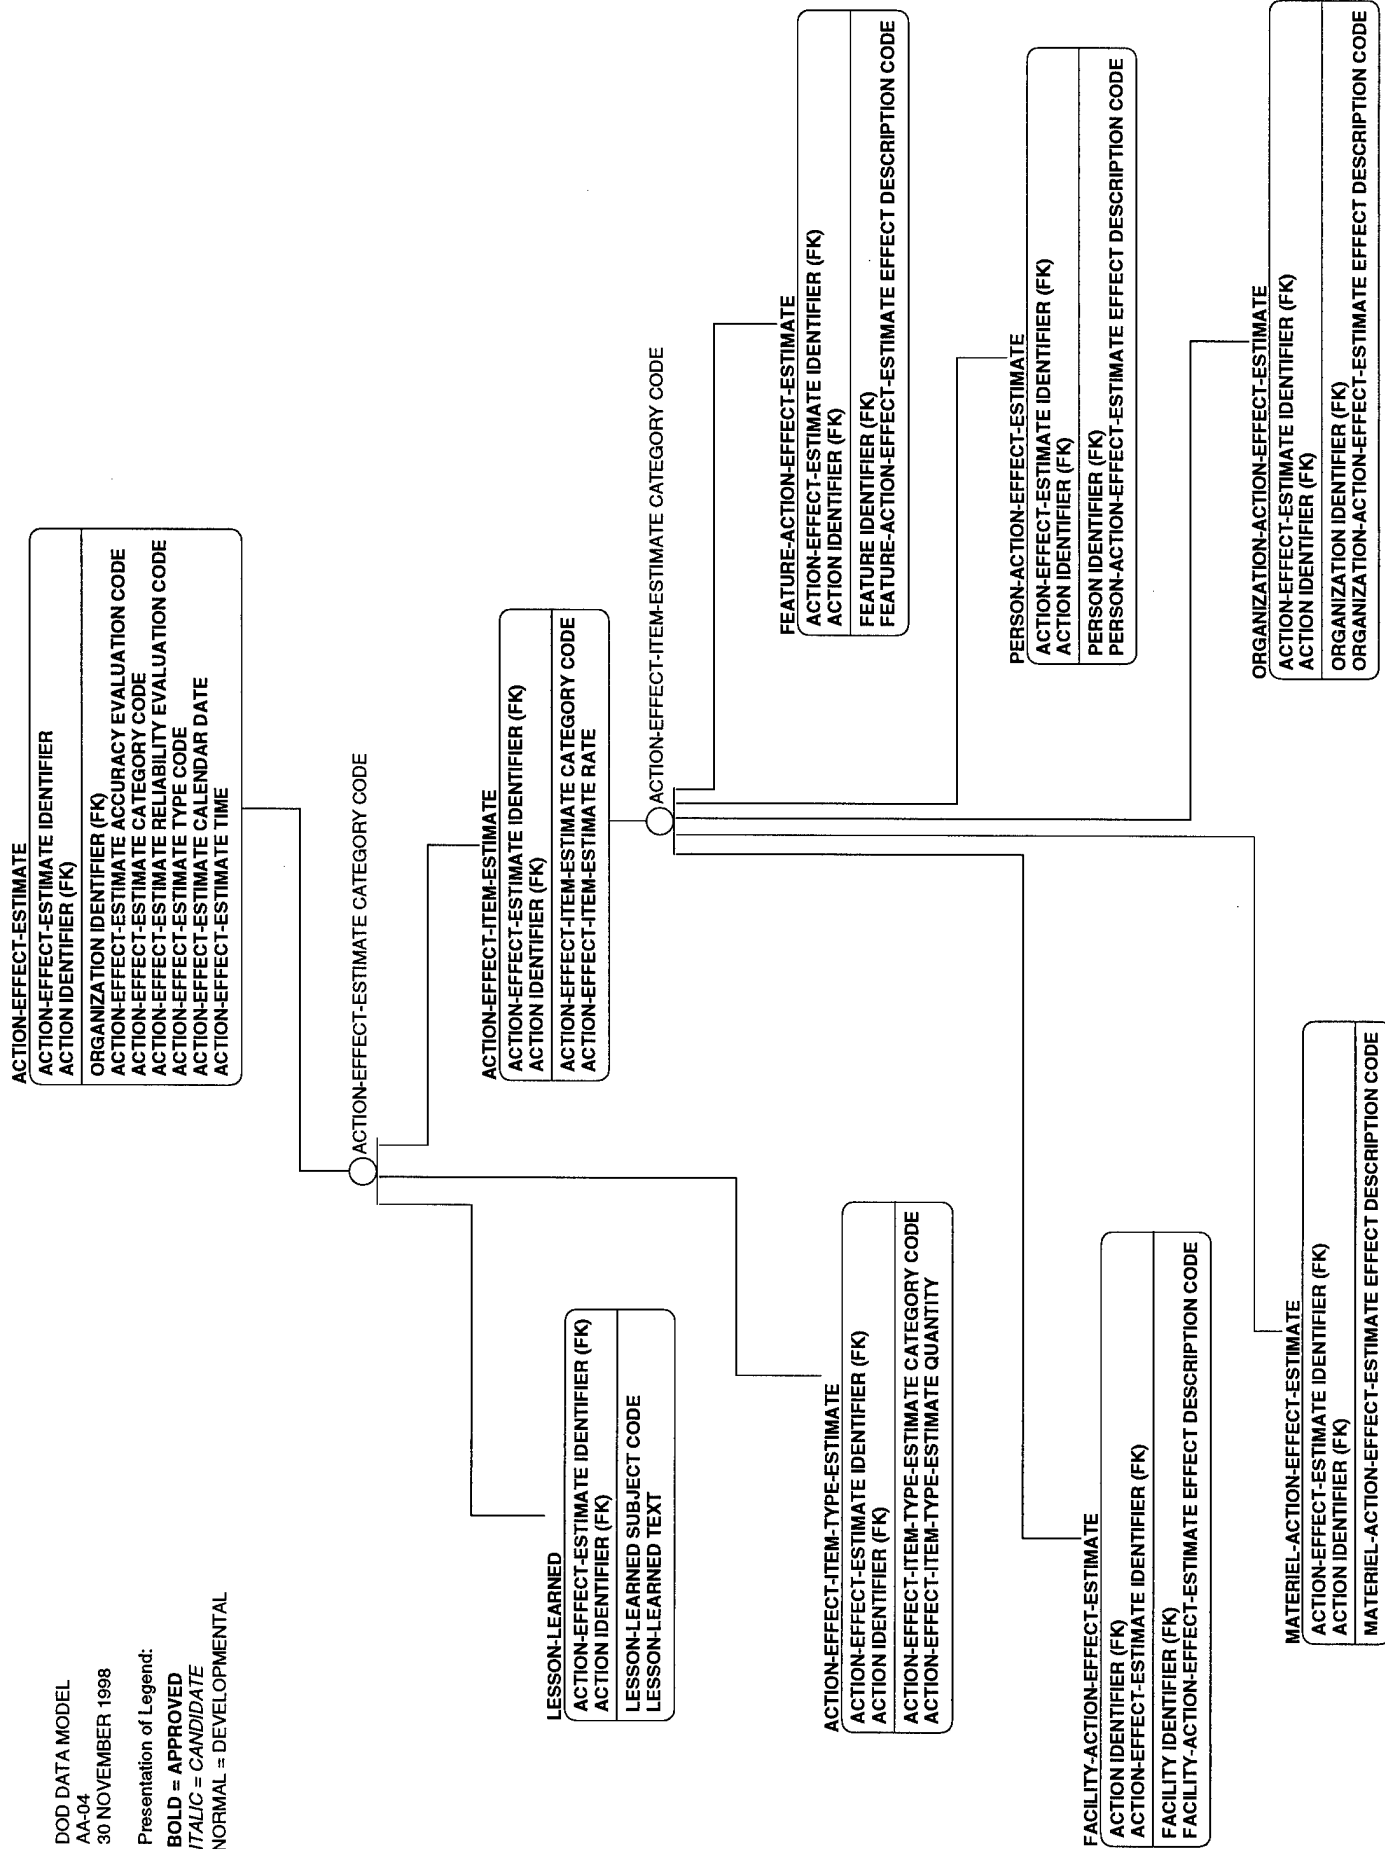 DOD DATA MODEL
AA-04
30 NOVEMBER 1998
Presentation of Legend:
BOLD = APPROVED
ITALIC = CANDIDATE
NORMAL = DEVELOPMENTAL
ACTION-EFFECT-ESTIMATE
ACTION-EFFECT-ESTIMATE IDENTIFIER
ACTION IDENTIFIER (FK)
ORGANIZATION IDENTIFIER (FK)
ACTION-EFFECT-ESTIMATE ACCURACY EVALUATION CODE
ACTION-EFFECT-ESTIMATE CATEGORY CODE
ACTION-EFFECT-ESTIMATE RELIABILITY EVALUATION CODE
ACTION-EFFECT-ESTIMATE TYPE CODE
ACTION-EFFECT-ESTIMATE CALENDAR DATE
ACTION-EFFECT-ESTIMATE TIME
ACTION-EFFECT-ESTIMATE CATEGORY CODE
LESSON-LEARNED
ACTION-EFFECT-ESTIMATE IDENTIFIER (FK)
ACTION IDENTIFIER (FK)
LESSON-LEARNED SUBJECT CODE
LESSON-LEARNED TEXT
ACTION-EFFECT-ITEM-ESTIMATE
ACTION-EFFECT-ESTIMATE IDENTIFIER (FK)
ACTION IDENTIFIER (FK)
ACTION-EFFECT-ITEM-ESTIMATE CATEGORY CODE
ACTION-EFFECT-ITEM-ESTIMATE RATE
ACTION-EFFECT-ITEM-ESTIMATE CATEGORY CODE
ACTION-EFFECT-ITEM-TYPE-ESTIMATE
ACTION-EFFECT-ESTIMATE IDENTIFIER (FK)
ACTION IDENTIFIER (FK)
ACTION-EFFECT-ITEM-TYPE-ESTIMATE CATEGORY CODE
ACTION-EFFECT-ITEM-TYPE-ESTIMATE QUANTITY
FEATURE-ACTION-EFFECT-ESTIMATE
ACTION-EFFECT-ESTIMATE IDENTIFIER (FK)
ACTION IDENTIFIER (FK)
FEATURE IDENTIFIER (FK)
FEATURE-ACTION-EFFECT-ESTIMATE EFFECT DESCRIPTION CODE
PERSON-ACTION-EFFECT-ESTIMATE
ACTION-EFFECT-ESTIMATE IDENTIFIER (FK)
ACTION IDENTIFIER (FK)
PERSON IDENTIFIER (FK)
PERSON-ACTION-EFFECT-ESTIMATE EFFECT DESCRIPTION CODE
FACILITY-ACTION-EFFECT-ESTIMATE
ACTION IDENTIFIER (FK)
ACTION-EFFECT-ESTIMATE IDENTIFIER (FK)
FACILITY IDENTIFIER (FK)
FACILITY-ACTION-EFFECT-ESTIMATE EFFECT DESCRIPTION CODE
MATERIEL-ACTION-EFFECT-ESTIMATE
ACTION-EFFECT-ESTIMATE IDENTIFIER (FK)
ACTION IDENTIFIER (FK)
MATERIEL-ACTION-EFFECT-ESTIMATE EFFECT DESCRIPTION CODE
ORGANIZATION-ACTION-EFFECT-ESTIMATE
ACTION-EFFECT-ESTIMATE IDENTIFIER (FK)
ACTION IDENTIFIER (FK)
ORGANIZATION IDENTIFIER (FK)
ORGANIZATION-ACTION-EFFECT-ESTIMATE EFFECT DESCRIPTION CODE